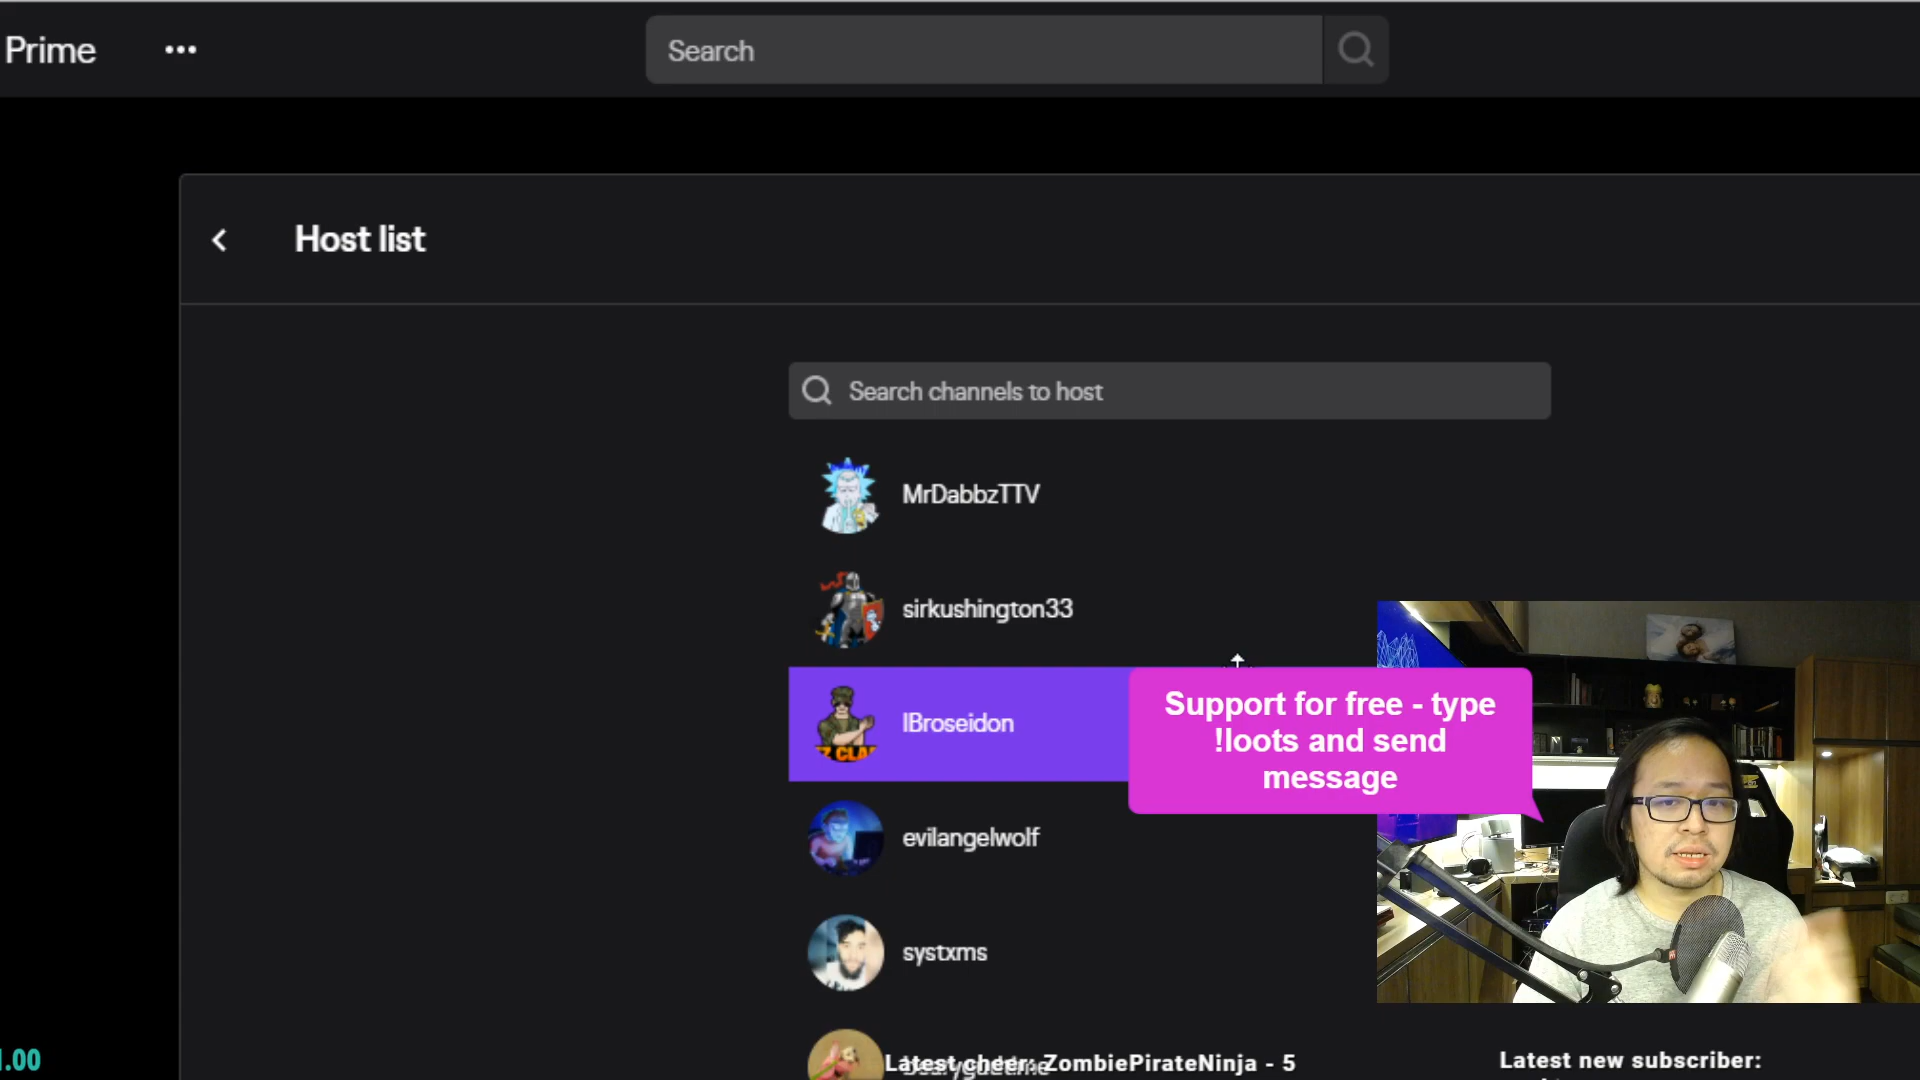 Prime
Search
Host list
Search channels to host
MrDabbzTTV
sirkushington33
IBroseidon
Support for free - type
!loots and send
message
evilangelwolf
systxms
Latest cheer: ZombiePirateNinja - 5
Latest new subscriber:
.00